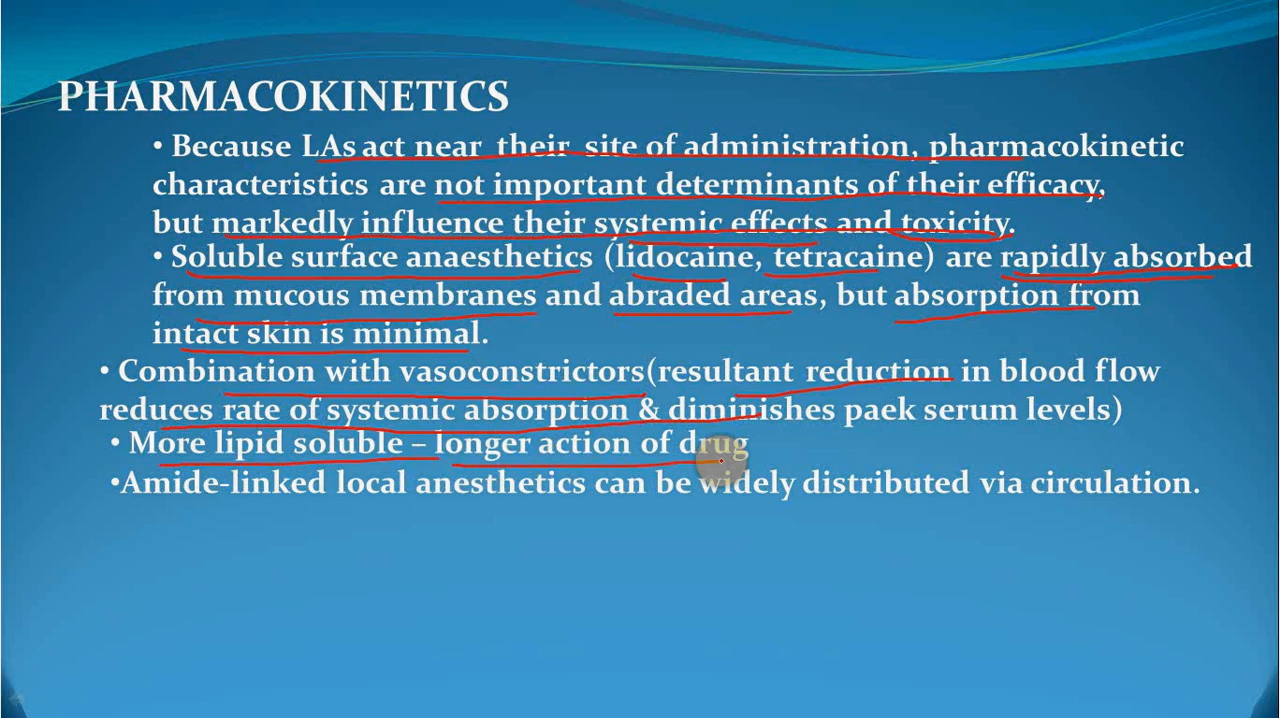 PHARMACOKINETICS
• Because LAs act near their site of administration, pharmacokinetic
characteristics are not important determinants of their efficacy,
but markedly influence their systemic effects and toxicity.
• Soluble surface anaesthetics (lidocaine, tetracaine) are rapidly absorbed
from mucous membranes and abraded areas, but absorption from
intact skin is minimal.
• Combination with vasoconstrictors(resultant reduction in blood flow
reduces rate of systemic absorption & diminishes paek serum levels)
• More lipid soluble – longer action of drug
•Amide-linked local anesthetics can be widely distributed via circulation.